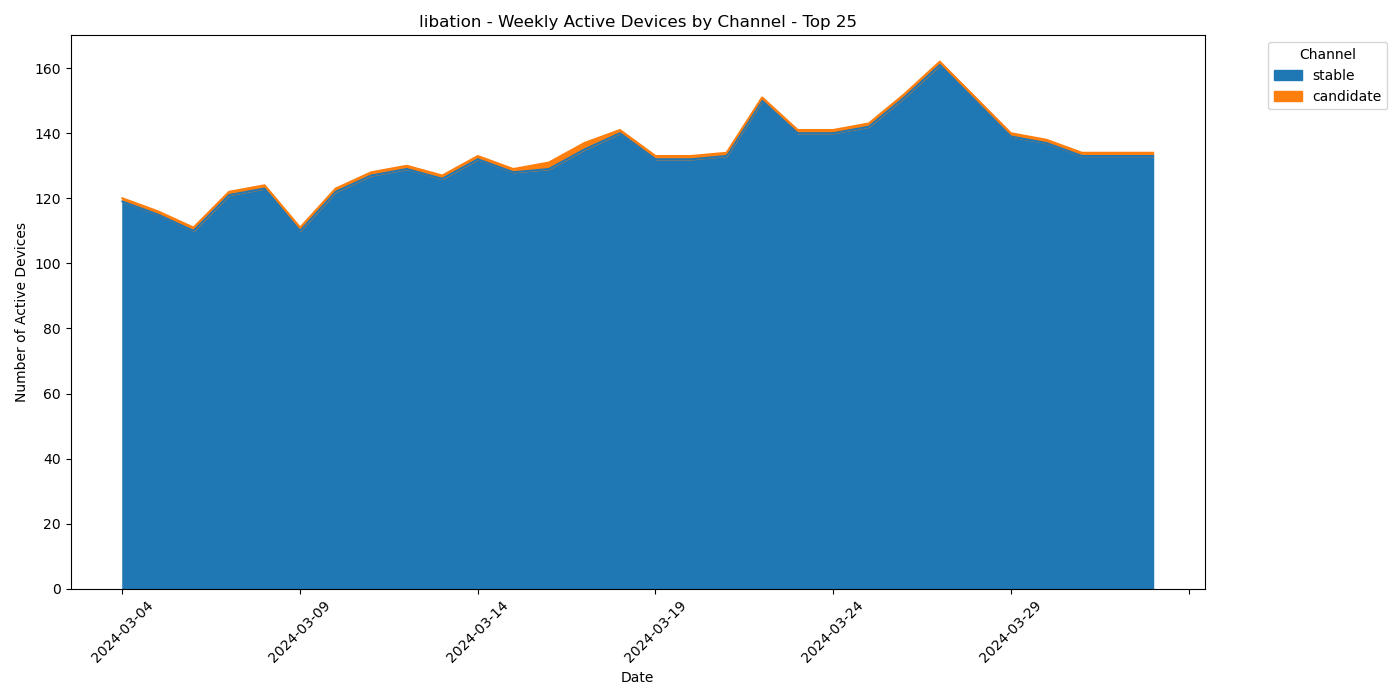 libation - Weekly Active Devices by Channel - Top 25
Channel
stable
candidate
Number of Active Devices
160
140
120
100
80
60
40
20
0
2024-03-04
2024-03-09
2024-03-14
2024-03-19
2024-03-24
2024-03-29
Date